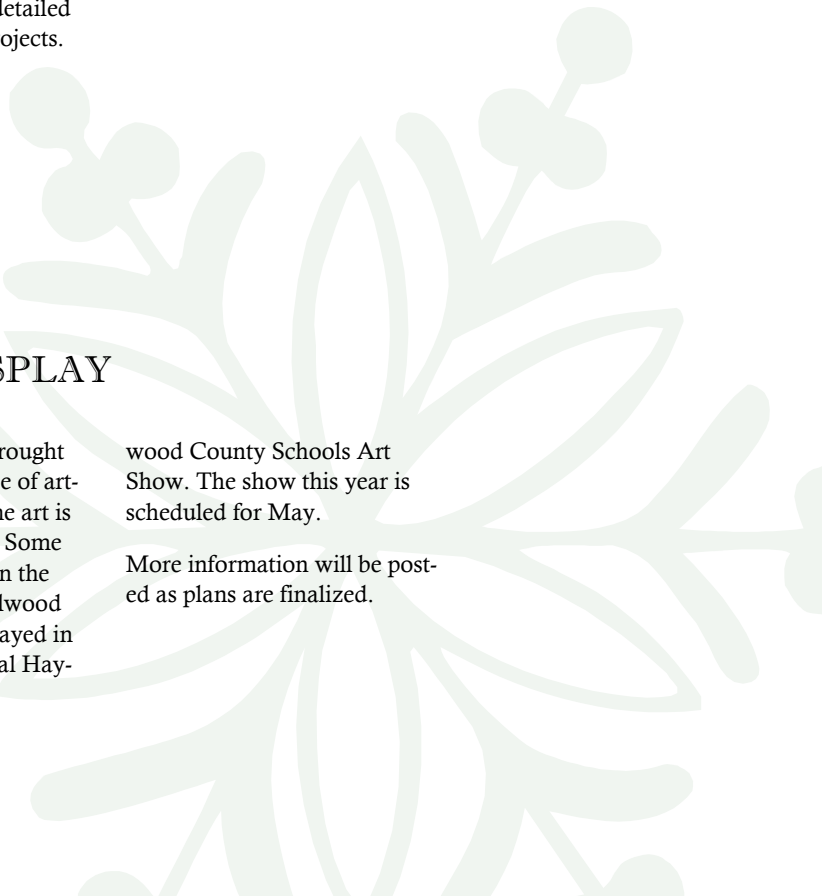 detailed
ojects.
SPLAY
rought
e of art-
ne art is
Some
n the
lwood
ayed in
al Hay-
wood County Schools Art
Show. The show this year is
scheduled for May.
More information will be post-
ed as plans are finalized.